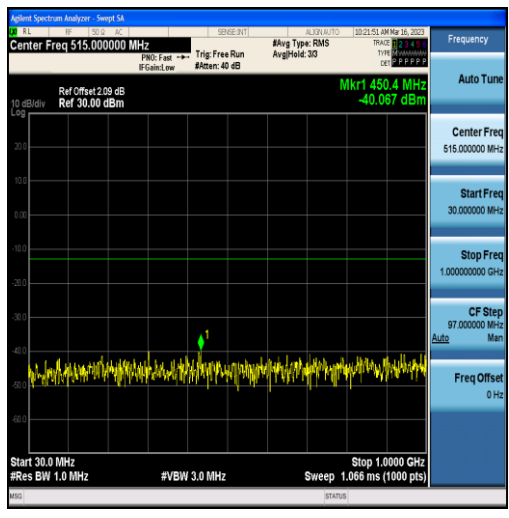 Agilent Spectrum Analyzer - Swept SA
RL RF 50 Ω AC SENSE:INT ALIGN AUTO 10:21:51 AM Mar 16, 2023
Center Freq 515.000000 MHz
PNO: Fast
IFGain:Low
Trig: Free Run
#Atten: 40 dB
#Avg Type: RMS
Avg|Hold: 3/3
TRACE 1 2 3 4 5 6
TYPE
DET P P P P P P
Frequency
Mkr1 450.4 MHz
-40.067 dBm
Ref Offset 2.09 dB
Ref 30.00 dBm
10 dB/div
Log
20.0
10.0
0.00
-10.0
-20.0
-30.0
-40.0
-50.0
-60.0
1
Auto Tune
Center Freq
515.000000 MHz
Start Freq
30.000000 MHz
Stop Freq
1.000000000 GHz
CF Step
97.000000 MHz
Auto Man
Freq Offset
0 Hz
Start 30.0 MHz Stop 1.0000 GHz
#Res BW 1.0 MHz #VBW 3.0 MHz Sweep 1.066 ms (1000 pts)
MSG STATUS